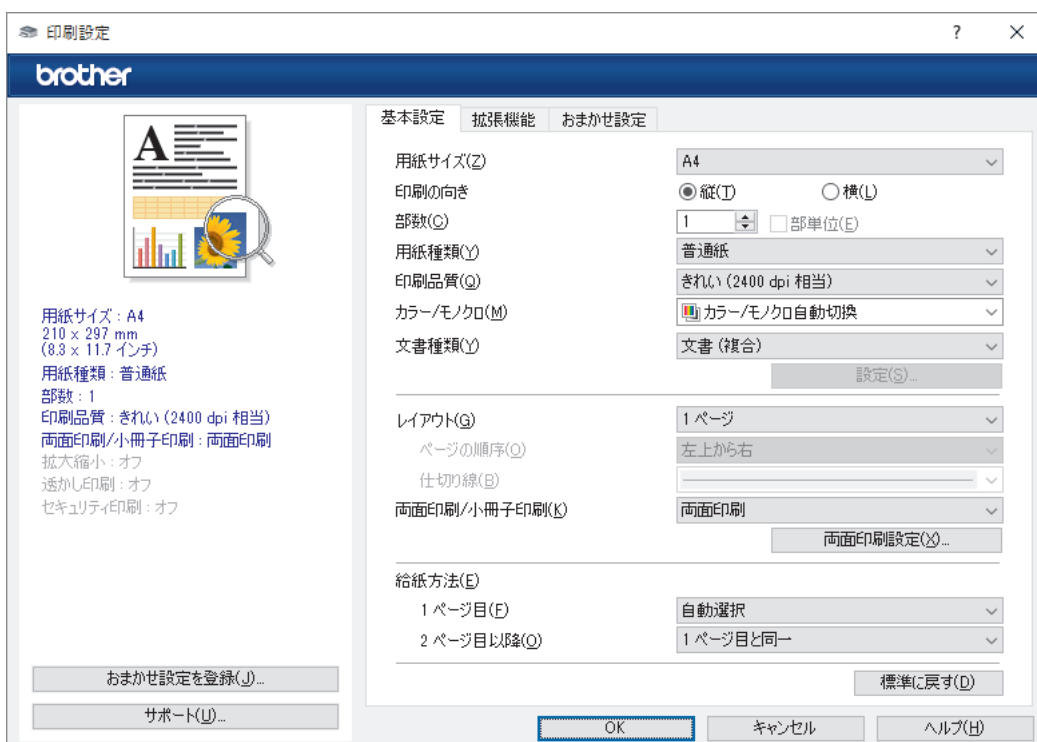 印刷設定
?
brother
A
用紙サイズ : A4
210 x 297 mm
(8.3 x 11.7 インチ)
用紙種類 : 普通紙
部数 : 1
印刷品質 : きれい (2400 dpi 相当)
両面印刷/小冊子印刷 : 両面印刷
拡大縮小 : オフ
透かし印刷 : オフ
セキュリティ印刷 : オフ
おまかせ設定を登録(J)...
サポート(U)...
基本設定 拡張機能 おまかせ設定
用紙サイズ(Z) A4
印刷の向き 縦(T) 横(L)
部数(C) 1 部単位(E)
用紙種類(Y) 普通紙
印刷品質(Q) きれい (2400 dpi 相当)
カラー/モノクロ(M) カラー/モノクロ自動切換
文書種類(Y) 文書 (複合)
設定(S)...
レイアウト(G) 1 ページ
ページの順序(O) 左上から右
仕切り線(B)
両面印刷/小冊子印刷(K) 両面印刷
両面印刷設定(X)...
給紙方法(E)
1 ページ目(F) 自動選択
2 ページ目以降(O) 1 ページ目と同一
標準に戻す(D)
OK キャンセル ヘルプ(H)